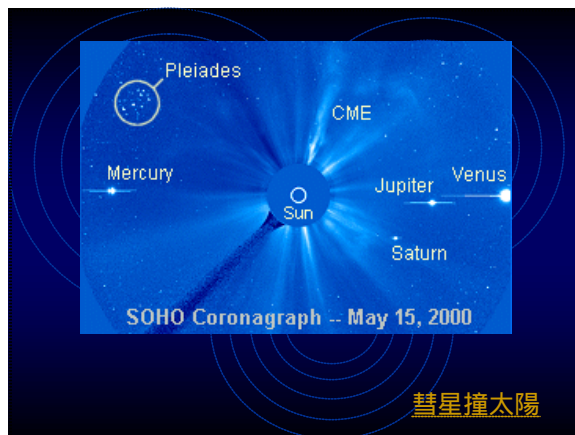 Pleiades
CME
Mercury
Jupiter
Venus
Sun
Saturn
SOHO Coronagraph -- May 15, 2000
彗星撞太陽